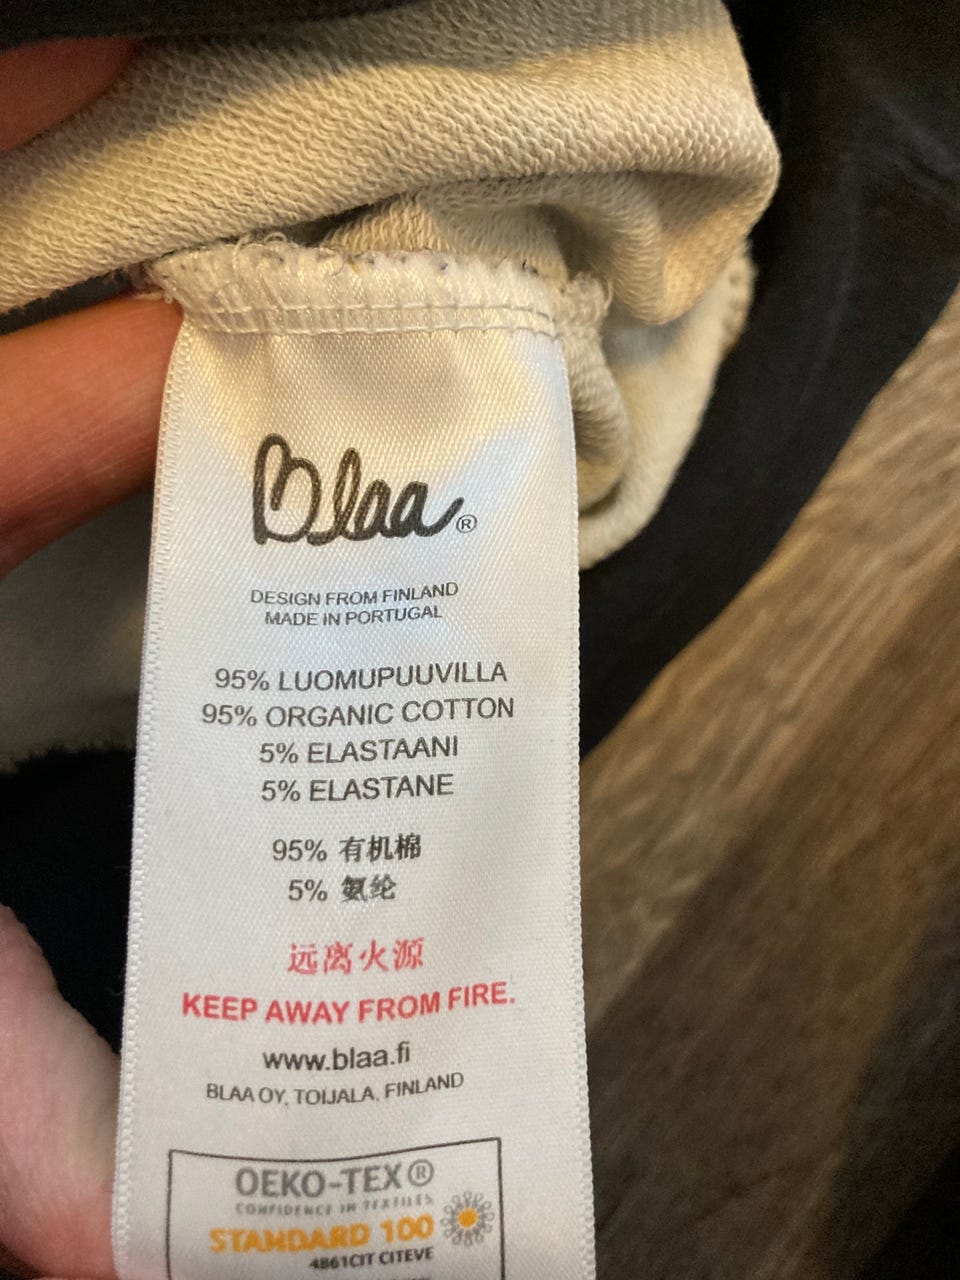 Blaa®
DESIGN FROM FINLAND
MADE IN PORTUGAL
95% LUOMUPUUVILLA
95% ORGANIC COTTON
5% ELASTAANI
5% ELASTANE
95% 有机棉
5% 氨纶
远离火源
KEEP AWAY FROM FIRE.
www.blaa.fi
BLAA OY, TOIJALA, FINLAND
OEKO-TEX®
CONFIDENCE IN TEXTILES
STANDARD 100
4861CIT CITEVE